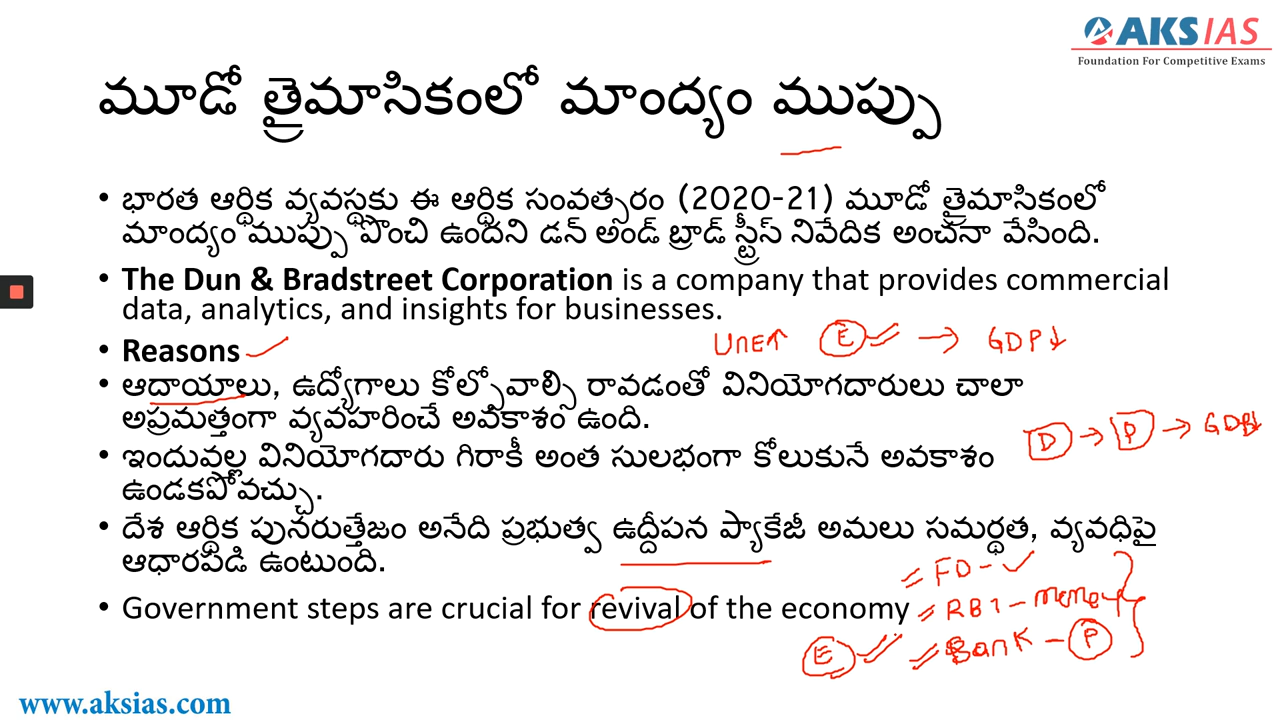 AKS IAS
Foundation For Competitive Exams
మూడో త్రైమాసికంలో మాంద్యం ముప్పు
• భారత ఆర్థిక వ్యవస్థకు ఈ ఆర్థిక సంవత్సరం (2020-21) మూడో త్రైమాసికంలో
మాంద్యం ముప్పు పొంచి ఉందని డన్ అండ్ బ్రాడ్ స్ట్రీస్ నివేదిక అంచనా వేసింది.
• The Dun & Bradstreet Corporation is a company that provides commercial
data, analytics, and insights for businesses.
UnE↑ E → GDP↓
• Reasons
• ఆదాయాలు, ఉద్యోగాలు కోల్పోవాల్సి రావడంతో వినియోగదారులు చాలా
అప్రమత్తంగా వ్యవహరించే అవకాశం ఉంది.
D → P → GDP↓
• ఇందువల్ల వినియోగదారు గిరాకీ అంత సులభంగా కోలుకునే అవకాశం
ఉండకపోవచ్చు.
• దేశ ఆర్థిక పునరుత్తేజం అనేది ప్రభుత్వ ఉద్దీపన ప్యాకేజీ అమలు సమర్థత, వ్యవధిపై
ఆధారపడి ఉంటుంది.
FD -
• Government steps are crucial for revival of the economy
RBI - money
E
Bank - P
www.aksias.com